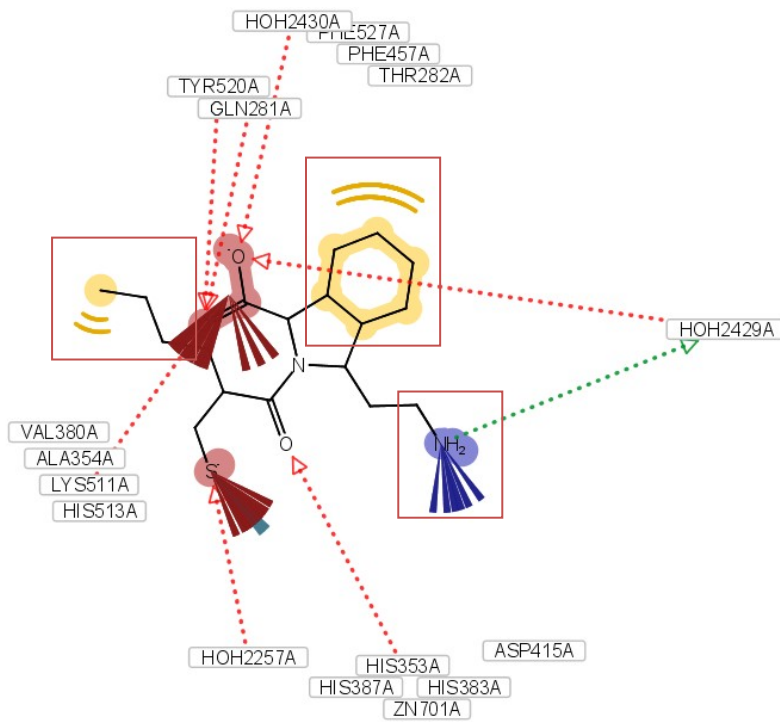 HOH2430A
PHE527A
PHE457A
THR282A
TYR520A
GLN281A
O
HOH2429A
N
VAL380A
ALA354A
LYS511A
HIS513A
O
NH₂
S
HOH2257A
ASP415A
HIS353A
HIS387A
HIS383A
ZN701A